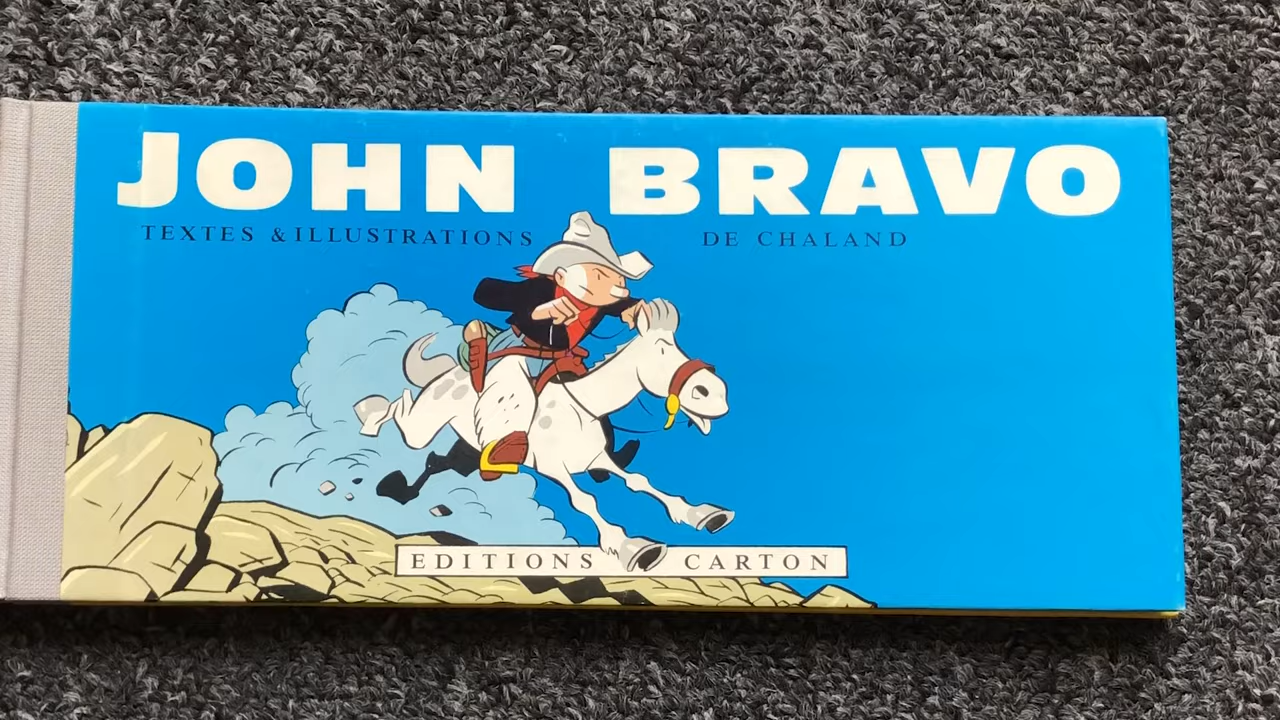 JOHN BRAVO
TEXTES & ILLUSTRATIONS DE CHALAND
EDITIONS CARTON